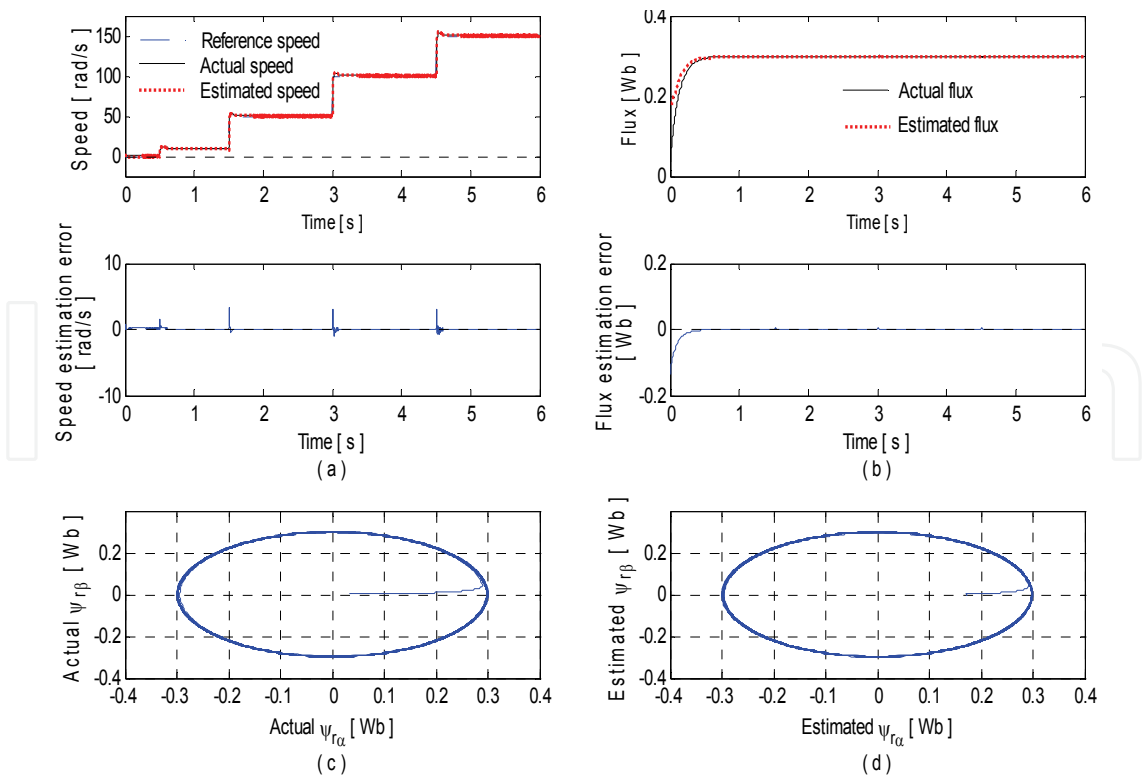 Speed [ rad/s ]
150
100
50
0
Reference speed
Actual speed
Estimated speed
0 1 2 3 4 5 6
Time [ s ]
Flux [ Wb ]
0.4
0.2
0
Actual flux
Estimated flux
0 1 2 3 4 5 6
Time [ s ]
Speed estimation error
[ rad/s ]
10
0
-10
0 1 2 3 4 5 6
Time [ s ]
( a )
Flux estimation error
[ Wb ]
0.2
0
-0.2
0 1 2 3 4 5 6
Time [ s ]
( b )
Actual ψrβ [ Wb ]
0.2
0
-0.2
-0.4
-0.4 -0.3 -0.2 -0.1 0 0.1 0.2 0.3 0.4
Actual ψrα [ Wb ]
( c )
Estimated ψrβ [ Wb ]
0.2
0
-0.2
-0.4
-0.4 -0.3 -0.2 -0.1 0 0.1 0.2 0.3 0.4
Estimated ψrα [ Wb ]
( d )